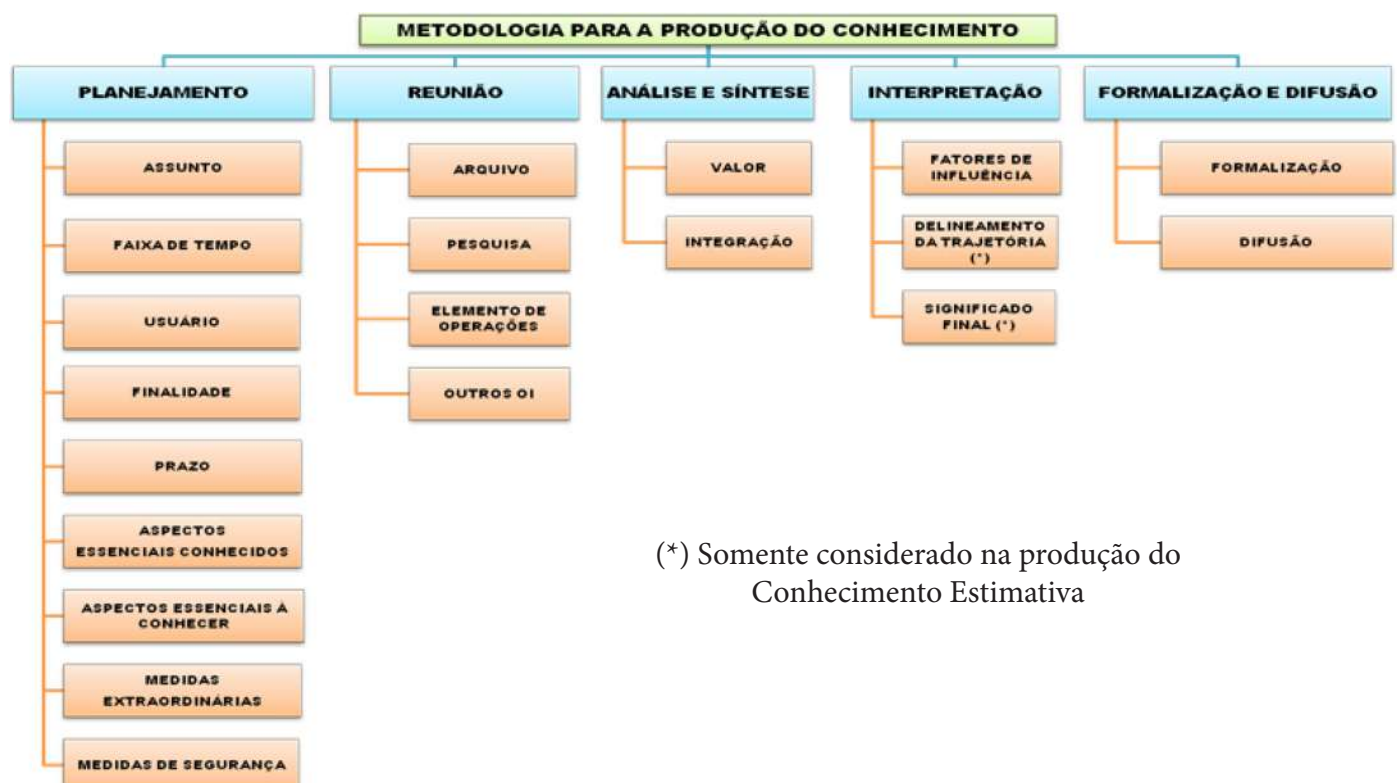 METODOLOGIA PARA A PRODUÇÃO DO CONHECIMENTO
PLANEJAMENTO
ASSUNTO
FAIXA DE TEMPO
USUÁRIO
FINALIDADE
PRAZO
ASPECTOS
ESSENCIAIS CONHECIDOS
ASPECTOS ESSENCIAIS À
CONHECER
MEDIDAS
EXTRAORDINÁRIAS
MEDIDAS DE SEGURANÇA
REUNIÃO
ARQUIVO
PESQUISA
ELEMENTO DE
OPERAÇÕES
OUTROS OI
ANÁLISE E SÍNTESE
VALOR
INTEGRAÇÃO
INTERPRETAÇÃO
FATORES DE
INFLUÊNCIA
DELINEAMENTO
DA TRAJETÓRIA
(*)
SIGNIFICADO
FINAL (*)
FORMALIZAÇÃO E DIFUSÃO
FORMALIZAÇÃO
DIFUSÃO
(*) Somente considerado na produção do
Conhecimento Estimativa